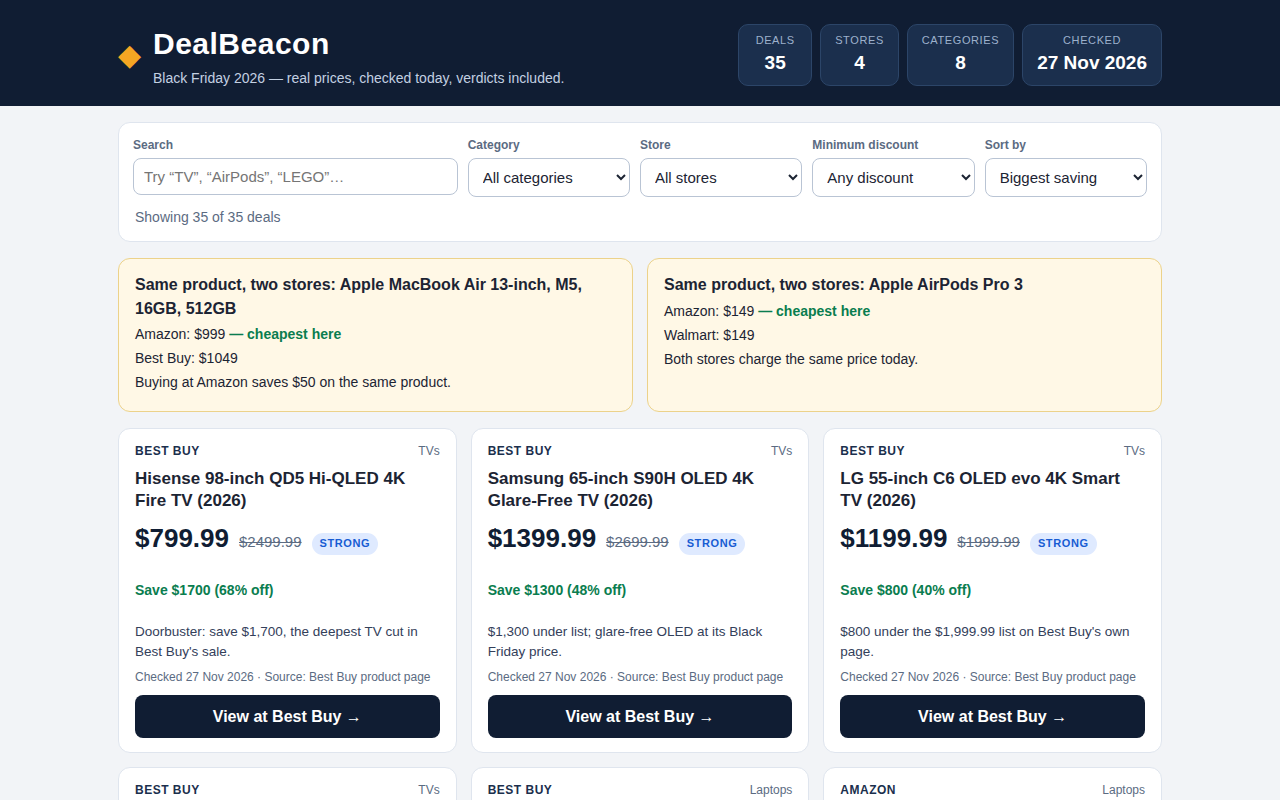 DealBeacon
Black Friday 2026 — real prices, checked today, verdicts included.
DEALS
35
STORES
4
CATEGORIES
8
CHECKED
27 Nov 2026
Search
Try “TV”, “AirPods”, “LEGO”…
Category
All categories
Store
All stores
Minimum discount
Any discount
Sort by
Biggest saving
Showing 35 of 35 deals
Same product, two stores: Apple MacBook Air 13-inch, M5,
16GB, 512GB
Amazon: $999 — cheapest here
Best Buy: $1049
Buying at Amazon saves $50 on the same product.
Same product, two stores: Apple AirPods Pro 3
Amazon: $149 — cheapest here
Walmart: $149
Both stores charge the same price today.
BEST BUY TVs
Hisense 98-inch QD5 Hi-QLED 4K
Fire TV (2026)
$799.99 $2499.99 STRONG
Save $1700 (68% off)
Doorbuster: save $1,700, the deepest TV cut in
Best Buy's sale.
Checked 27 Nov 2026 · Source: Best Buy product page
View at Best Buy →
BEST BUY TVs
Samsung 65-inch S90H OLED 4K
Glare-Free TV (2026)
$1399.99 $2699.99 STRONG
Save $1300 (48% off)
$1,300 under list; glare-free OLED at its Black
Friday price.
Checked 27 Nov 2026 · Source: Best Buy product page
View at Best Buy →
BEST BUY TVs
LG 55-inch C6 OLED evo 4K Smart
TV (2026)
$1199.99 $1999.99 STRONG
Save $800 (40% off)
$800 under the $1,999.99 list on Best Buy's own
page.
Checked 27 Nov 2026 · Source: Best Buy product page
View at Best Buy →
BEST BUY TVs
BEST BUY Laptops
AMAZON Laptops